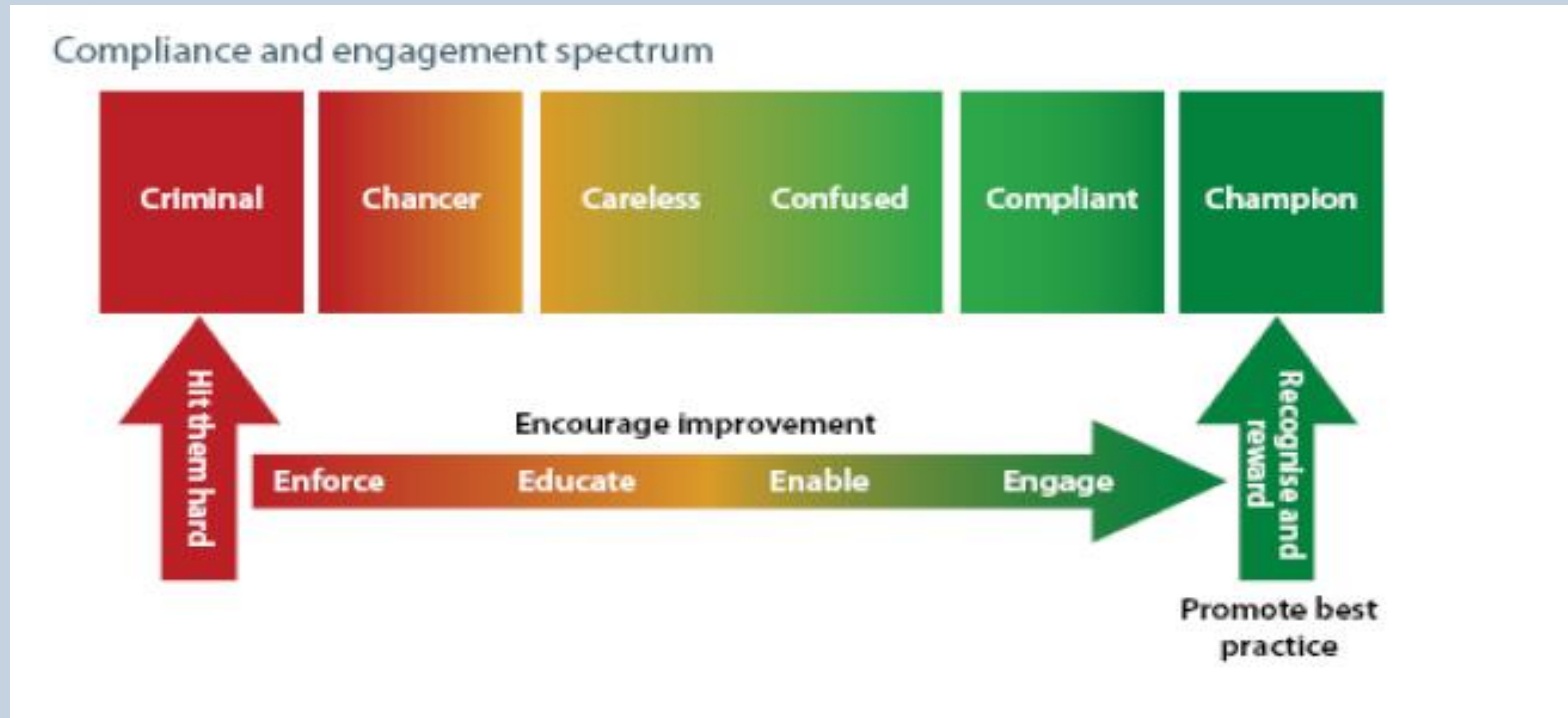 Compliance and engagement spectrum
Criminal
Chancer
Careless
Confused
Compliant
Champion
Hit them hard
Encourage improvement
Enforce
Educate
Enable
Engage
Recognise and
reward
Promote best
practice